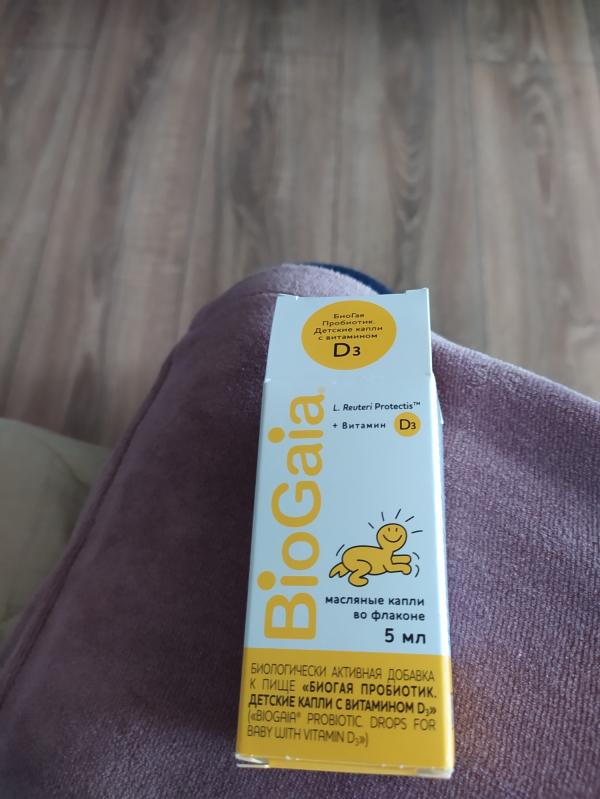 БиоГая
Пробиотик.
Детские капли
с витамином
D3
L. Reuteri Protectis™
+ Витамин D3
BioGaia®
масляные капли
во флаконе
5 мл
БИОЛОГИЧЕСКИ АКТИВНАЯ ДОБАВКА
К ПИЩЕ «БИОГАЯ ПРОБИОТИК.
ДЕТСКИЕ КАПЛИ С ВИТАМИНОМ D3»
(«BIOGAIA® PROBIOTIC DROPS FOR
BABY WITH VITAMIN D3»)